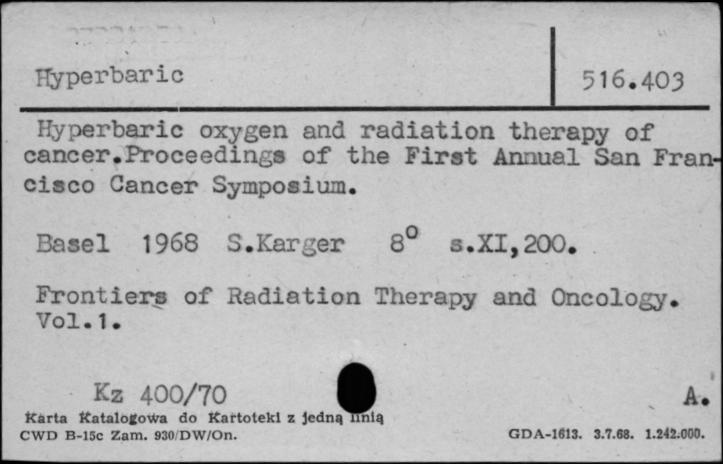 Hyperbaric 516.403
Hyperbaric oxygen and radiation therapy of
cancer.Proceedings of the First Annual San Fran-
cisco Cancer Symposium.
Basel 1968 S.Karger 8° s.XI,200.
Frontiers of Radiation Therapy and Oncology.
Vol.1.
Kz 400/70 A.
Karta Katalogowa do Kartoteki z jedną linią
CWD B-15c Zam. 930/DW/On. GDA-1613. 3.7.68. 1.242.000.